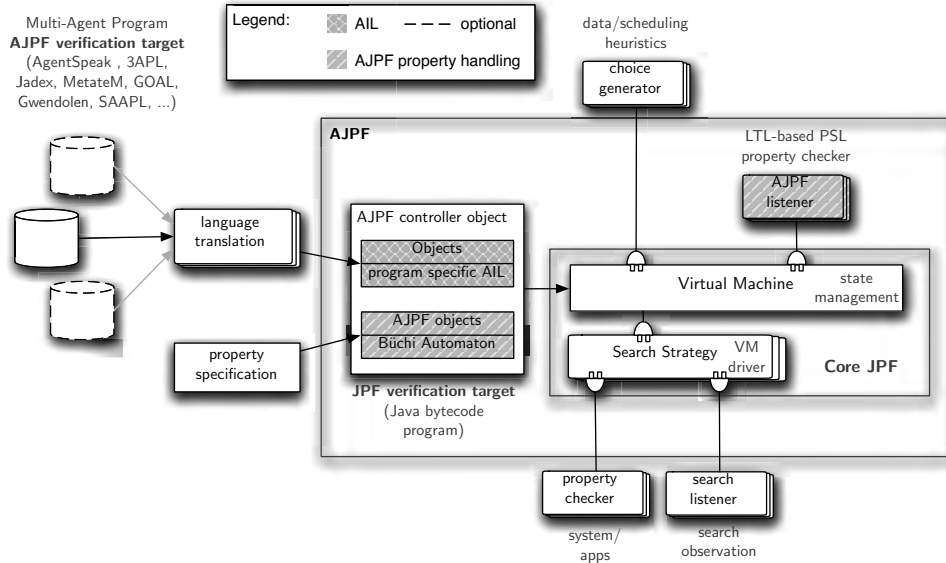 Multi-Agent Program
AJPF verification target
(AgentSpeak , 3APL,
Jadex, MetateM, GOAL,
Gwendolen, SAAPL, ...)
Legend:
AIL
optional
AJPF property handling
data/scheduling
heuristics
choice
generator
AJPF
LTL-based PSL
property checker
AJPF
listener
language
translation
AJPF controller object
Objects
program specific AIL
AJPF objects
Büchi Automaton
property
specification
JPF verification target
(Java bytecode
program)
Virtual Machine
state
management
Search Strategy
VM
driver
Core JPF
property
checker
search
listener
system/
apps
search
observation